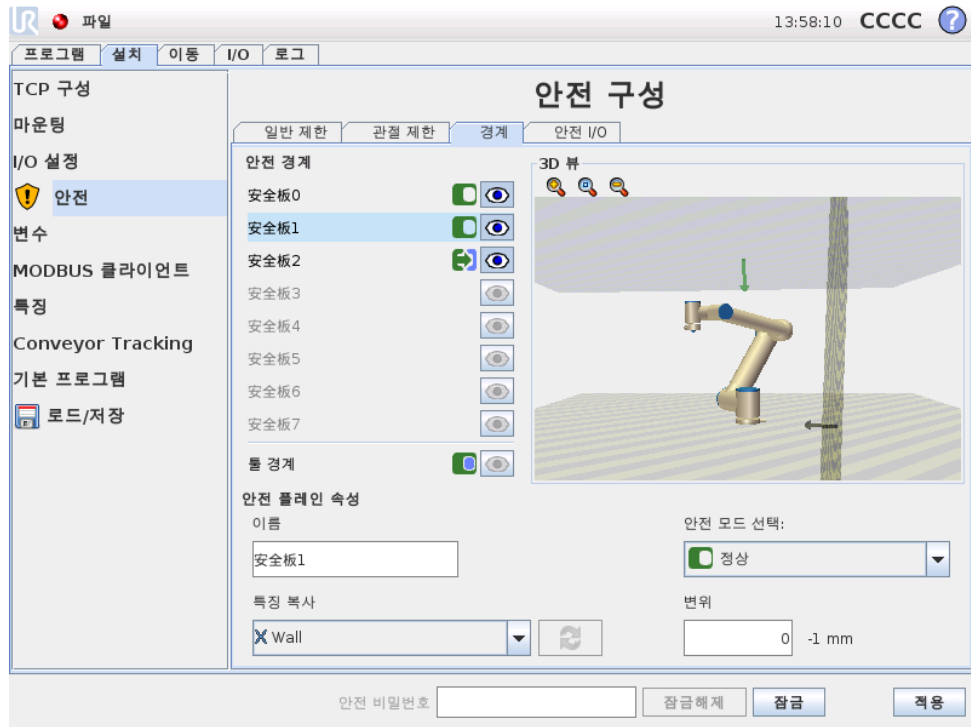 UR 파일 13:58:10 CCCC ?
프로그램 설치 이동 I/O 로그
TCP 구성
마운팅
I/O 설정
안전
변수
MODBUS 클라이언트
특징
Conveyor Tracking
기본 프로그램
로드/저장
안전 구성
일반 제한 관절 제한 경계 안전 I/O
안전 경계
安全板0
安全板1
安全板2
安全板3
安全板4
安全板5
安全板6
安全板7
툴 경계
3D 뷰
안전 플레인 속성
이름
安全板1
안전 모드 선택:
정상
특징 복사
Wall
변위
0 -1 mm
안전 비밀번호 잠금해제 잠금 적용